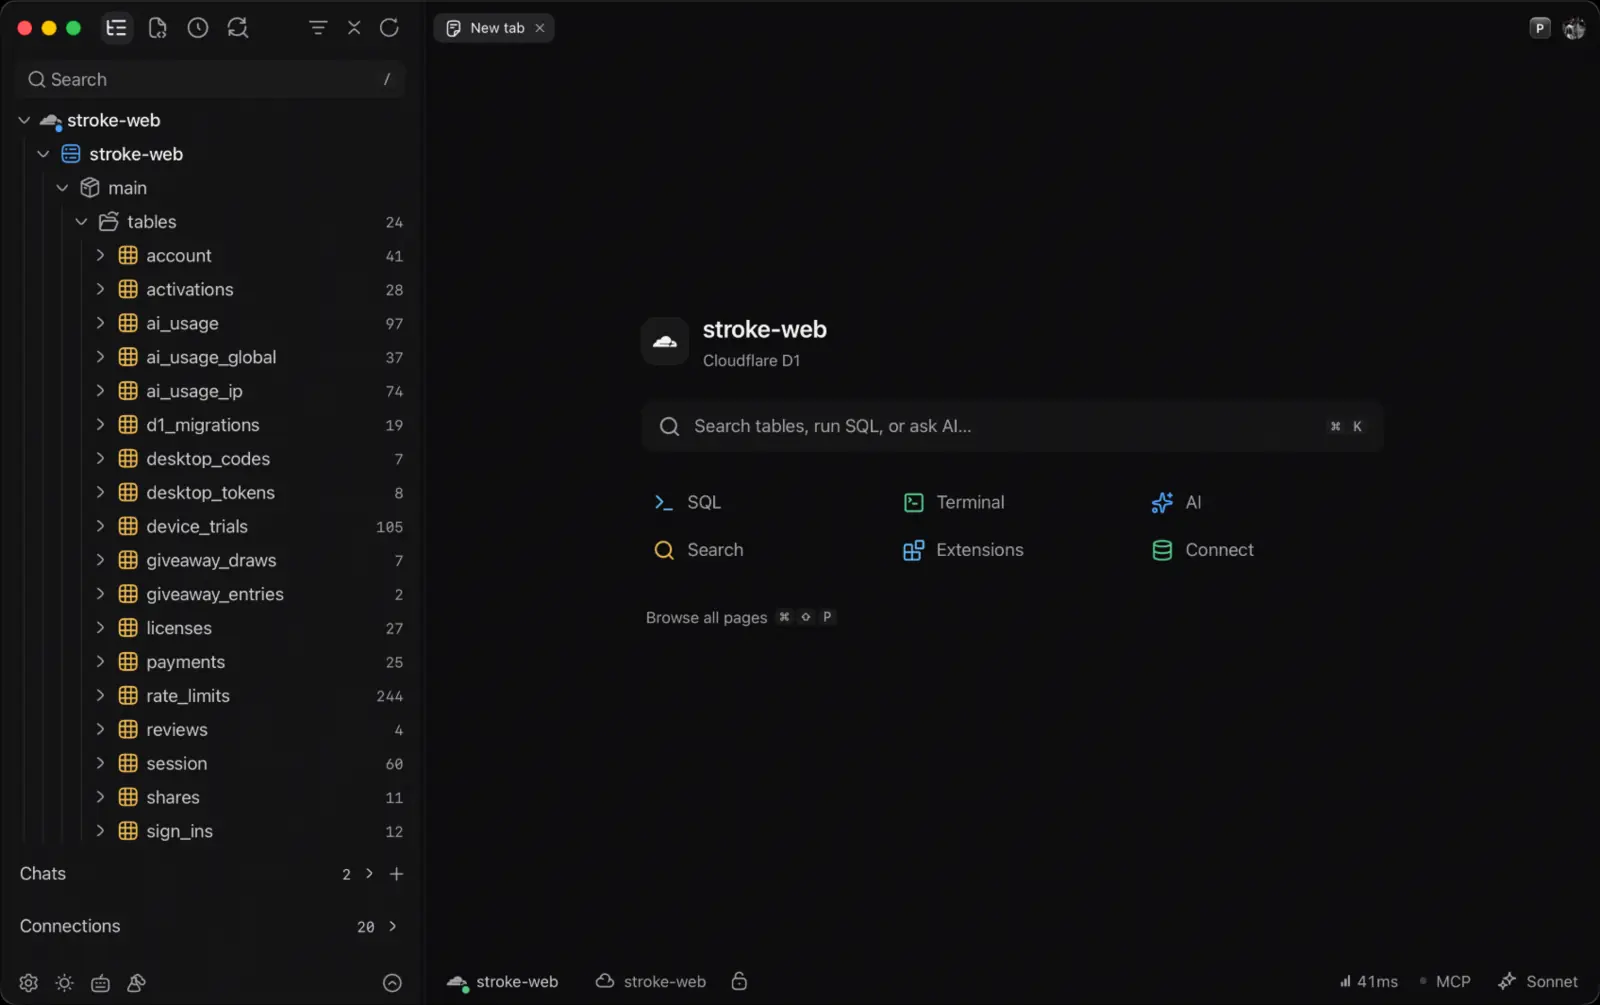 New tab
P
Search /
stroke-web
stroke-web
main
tables 24
account 41
activations 28
ai_usage 97
ai_usage_global 37
ai_usage_ip 74
d1_migrations 19
desktop_codes 7
desktop_tokens 8
device_trials 105
giveaway_draws 7
giveaway_entries 2
licenses 27
payments 25
rate_limits 244
reviews 4
session 60
shares 11
sign_ins 12
Chats 2
Connections 20
stroke-web
Cloudflare D1
Search tables, run SQL, or ask AI... ⌘ K
SQL Terminal AI
Search Extensions Connect
Browse all pages ⌘ ⇧ P
stroke-web stroke-web 41ms MCP Sonnet